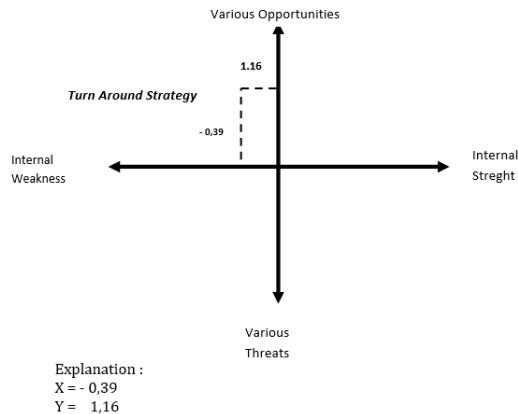 Various Opportunities
1.16
Turn Around Strategy
- 0,39
Internal
Weakness
Internal
Streght
Various
Threats
Explanation :
X = - 0,39
Y =   1,16